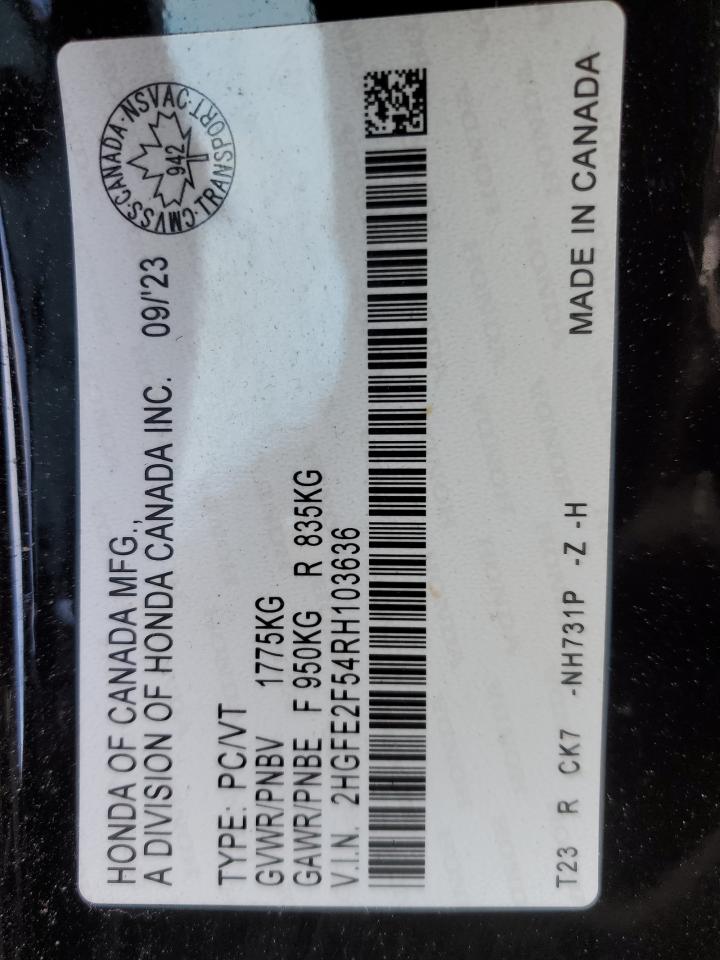 HONDA OF CANADA MFG.,
A DIVISION OF HONDA CANADA INC. 09/'23
CMVSS·CANADA·NSVAC·TRANSPORT·
942
TYPE: PC/VT
GVWR/PNBV 1775KG
GAWR/PNBE F 950KG R 835KG
V.I.N. 2HGFE2F54RH103636
T23 R CK7 -NH731P -Z -H MADE IN CANADA